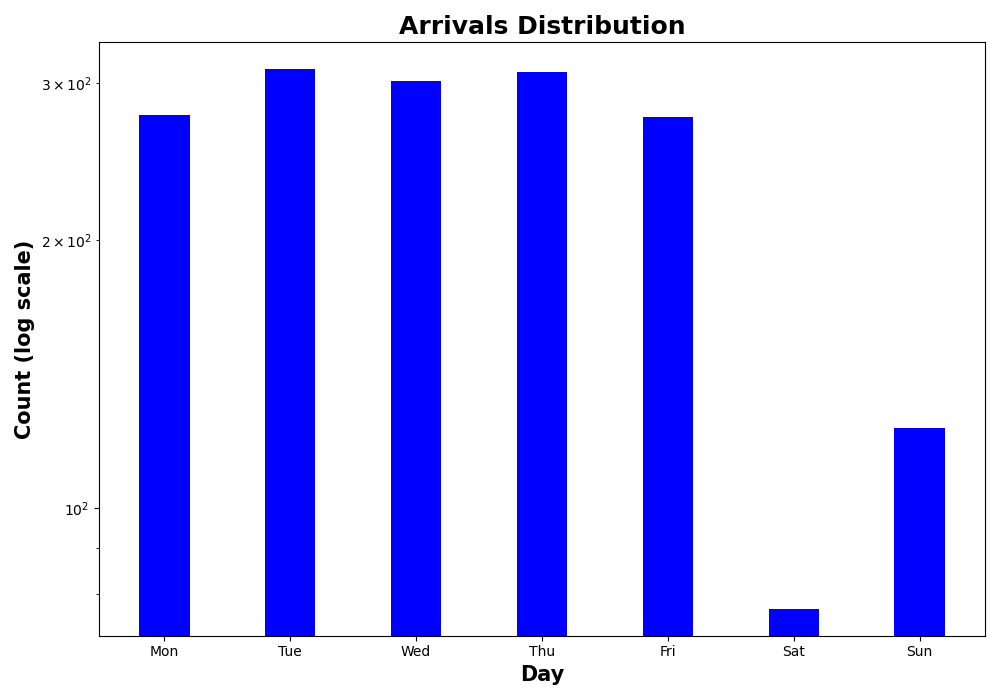 Arrivals Distribution
3 × 10²
2 × 10²
10²
Count (log scale)
Mon Tue Wed Thu Fri Sat Sun
Day